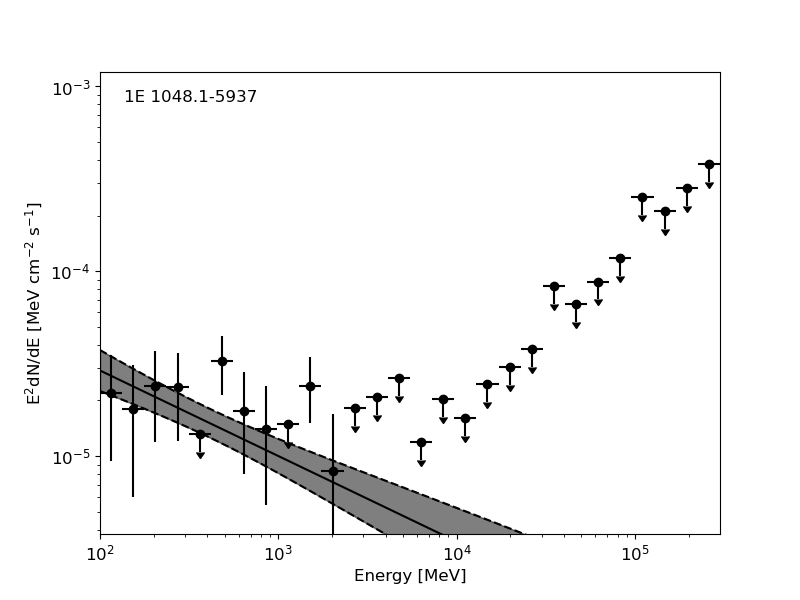 1E 1048.1-5937
E²dN/dE [MeV cm⁻² s⁻¹]
10⁻³
10⁻⁴
10⁻⁵
10² 10³ 10⁴ 10⁵
Energy [MeV]